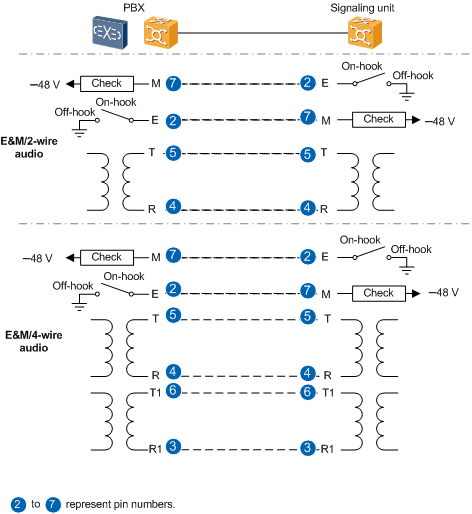 PBX
Signaling unit
EXE
−48 V
Check
M
7
2
E
On-hook
Off-hook
On-hook
Off-hook
E
2
7
M
Check
−48 V
E&M/2-wire
audio
T
5
5
T
R
4
4
R
−48 V
Check
M
7
2
E
On-hook
Off-hook
On-hook
Off-hook
E
2
7
M
Check
−48 V
E&M/4-wire
audio
T
5
5
T
R
4
4
R
T1
6
6
T1
R1
3
3
R1
2 to 7 represent pin numbers.